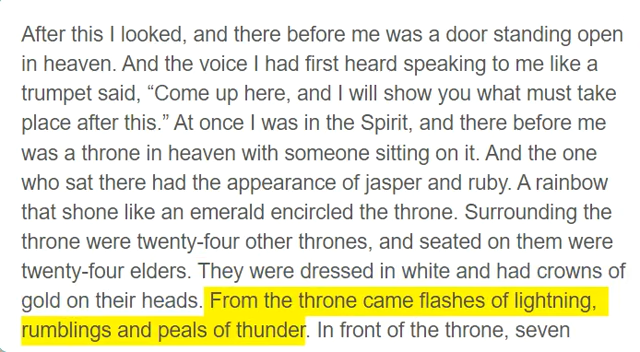 After this I looked, and there before me was a door standing open
in heaven. And the voice I had first heard speaking to me like a
trumpet said, “Come up here, and I will show you what must take
place after this.” At once I was in the Spirit, and there before me
was a throne in heaven with someone sitting on it. And the one
who sat there had the appearance of jasper and ruby. A rainbow
that shone like an emerald encircled the throne. Surrounding the
throne were twenty-four other thrones, and seated on them were
twenty-four elders. They were dressed in white and had crowns of
gold on their heads. From the throne came flashes of lightning,
rumblings and peals of thunder. In front of the throne, seven